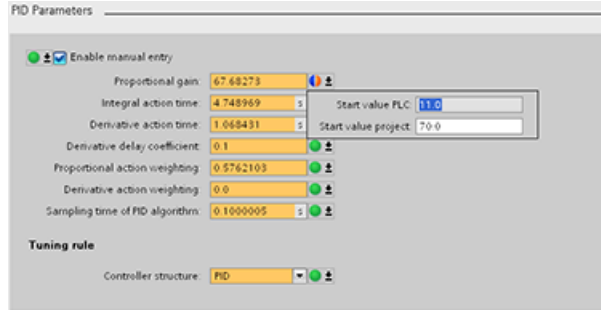 PID Parameters
Enable manual entry
Proportional gain: 67.68273
Integral action time: 4.748969 s
Start value PLC: 11.0
Derivative action time: 1.068431 s
Start value project: 70.0
Derivative delay coefficient: 0.1
Proportional action weighting: 0.5762103
Derivative action weighting: 0.0
Sampling time of PID algorithm: 0.1000005 s
Tuning rule
Controller structure: PID